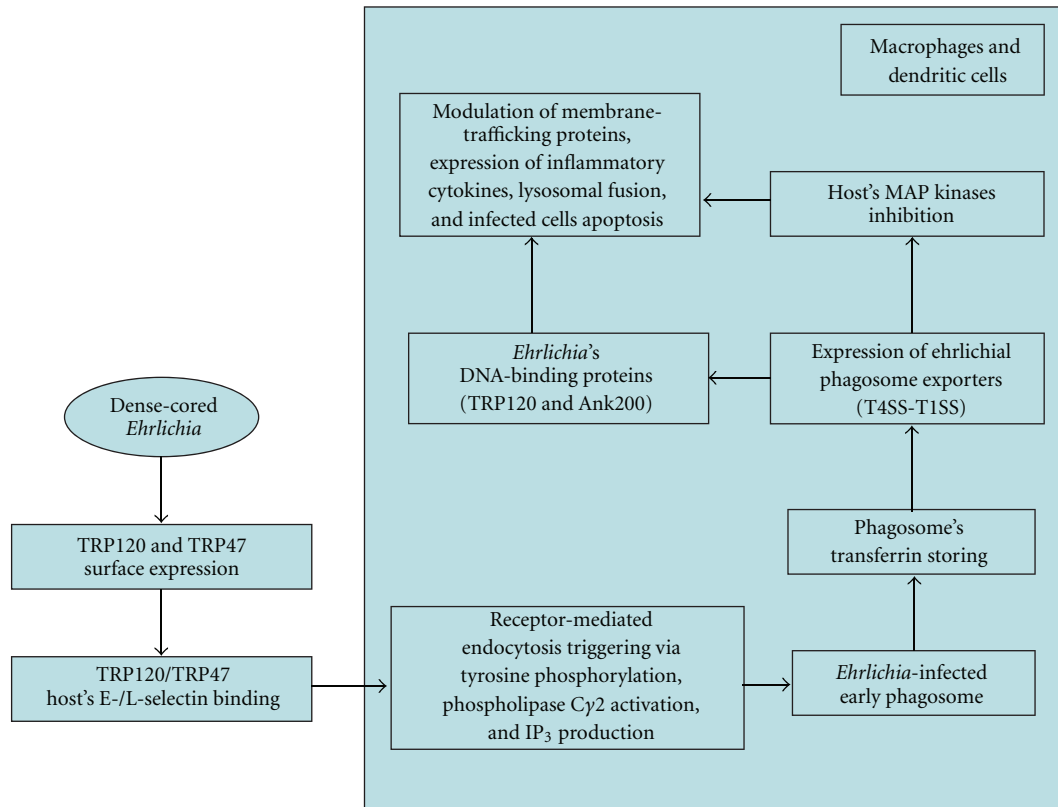 Macrophages and
dendritic cells
Modulation of membrane-
trafficking proteins,
expression of inflammatory
cytokines, lysosomal fusion,
and infected cells apoptosis
Host's MAP kinases
inhibition
Ehrlichia's
DNA-binding proteins
(TRP120 and Ank200)
Expression of ehrlichial
phagosome exporters
(T4SS-T1SS)
Dense-cored
Ehrlichia
TRP120 and TRP47
surface expression
Phagosome's
transferrin storing
TRP120/TRP47
host's E-/L-selectin binding
Receptor-mediated
endocytosis triggering via
tyrosine phosphorylation,
phospholipase Cγ2 activation,
and IP₃ production
Ehrlichia-infected
early phagosome